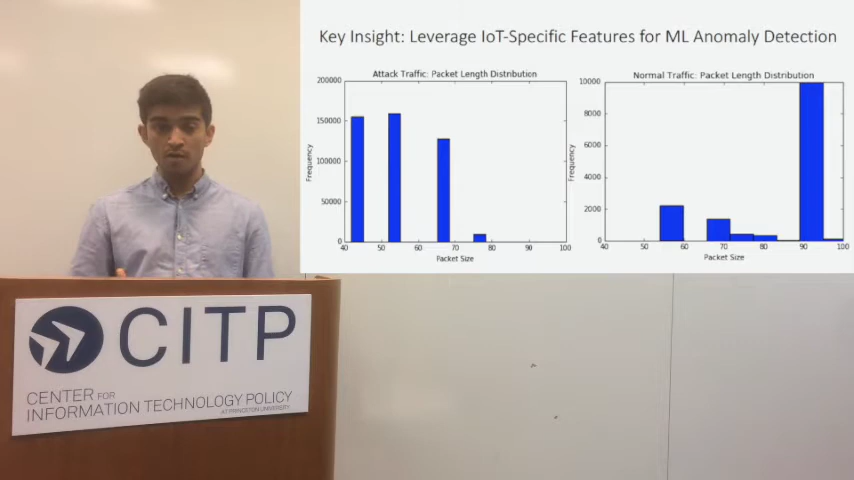 Key Insight: Leverage IoT-Specific Features for ML Anomaly Detection
Attack Traffic: Packet Length Distribution
200000
150000
100000
50000
0
Frequency
40 50 60 70 80 90 100
Packet Size
Normal Traffic: Packet Length Distribution
10000
8000
6000
4000
2000
0
Frequency
40 50 60 70 80 90 100
Packet Size
CITP
CENTER FOR
INFORMATION TECHNOLOGY POLICY
AT PRINCETON UNIVERSITY